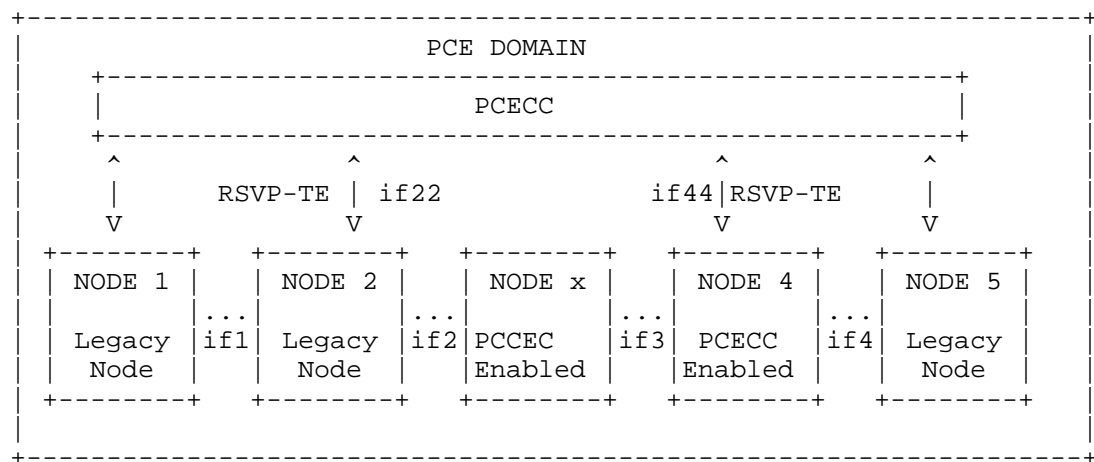 PCE DOMAIN
PCECC
RSVP-TE if22 if44 RSVP-TE
V V V V
NODE 1 NODE 2 NODE x NODE 4 NODE 5
... ... ... ...
Legacy if1 Legacy if2 PCCEC if3 PCECC if4 Legacy
Node Node Enabled Enabled Node